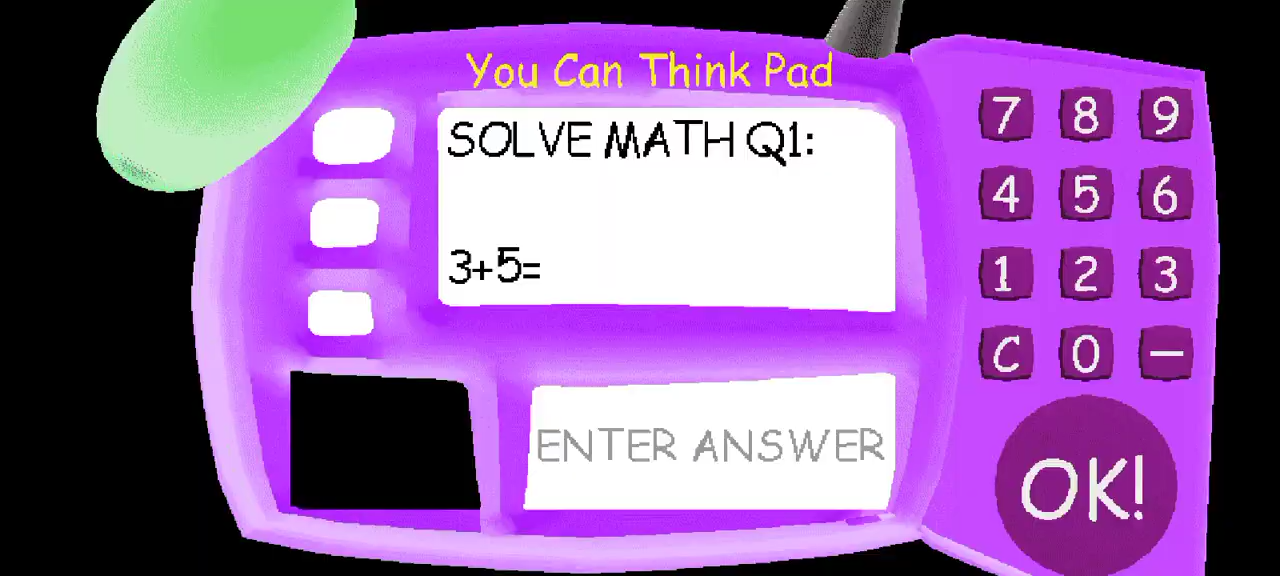 You Can Think Pad
SOLVE MATH Q1:
3+5=
ENTER ANSWER
7 8 9
4 5 6
1 2 3
C 0 —
OK!